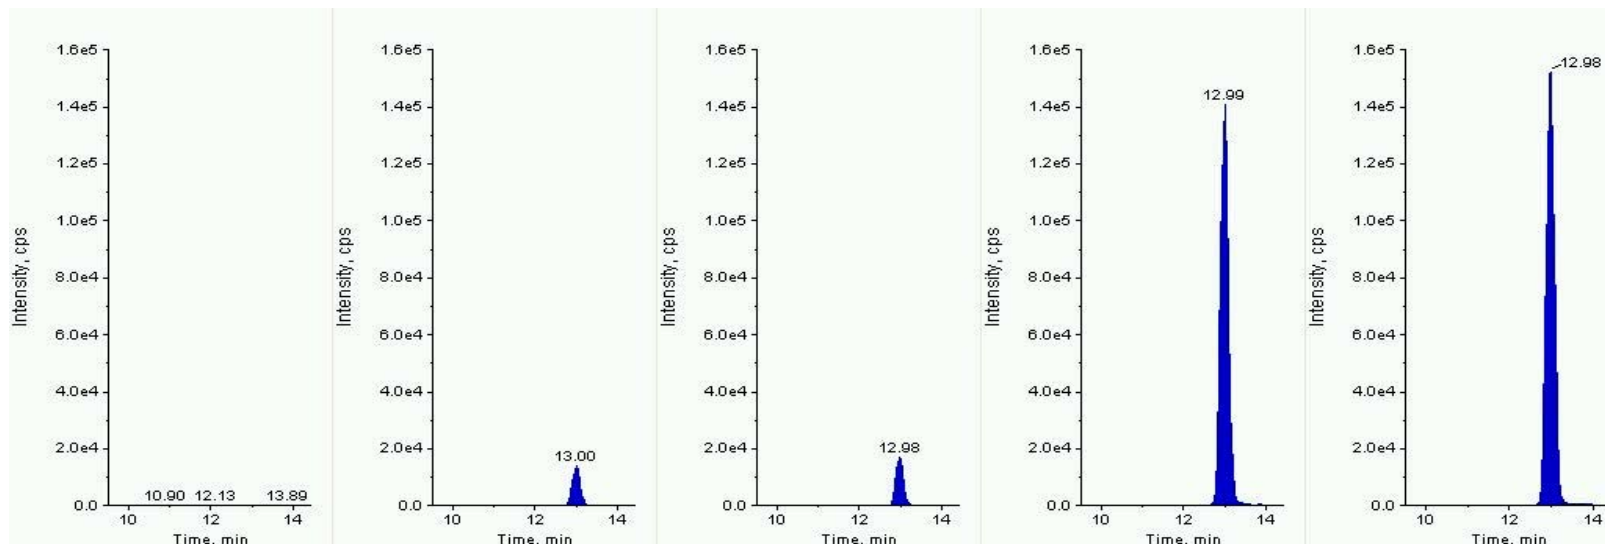 Intensity, cps
1.6e5
1.4e5
1.2e5
1.0e5
8.0e4
6.0e4
4.0e4
2.0e4
0.0
10.90 12.13 13.89
10 12 14
Time, min
Intensity, cps
1.6e5
1.4e5
1.2e5
1.0e5
8.0e4
6.0e4
4.0e4
2.0e4
0.0
13.00
10 12 14
Time, min
Intensity, cps
1.6e5
1.4e5
1.2e5
1.0e5
8.0e4
6.0e4
4.0e4
2.0e4
0.0
12.98
10 12 14
Time, min
Intensity, cps
1.6e5
1.4e5
1.2e5
1.0e5
8.0e4
6.0e4
4.0e4
2.0e4
0.0
12.99
10 12 14
Time, min
Intensity, cps
1.6e5
1.4e5
1.2e5
1.0e5
8.0e4
6.0e4
4.0e4
2.0e4
0.0
12.98
10 12 14
Time, min